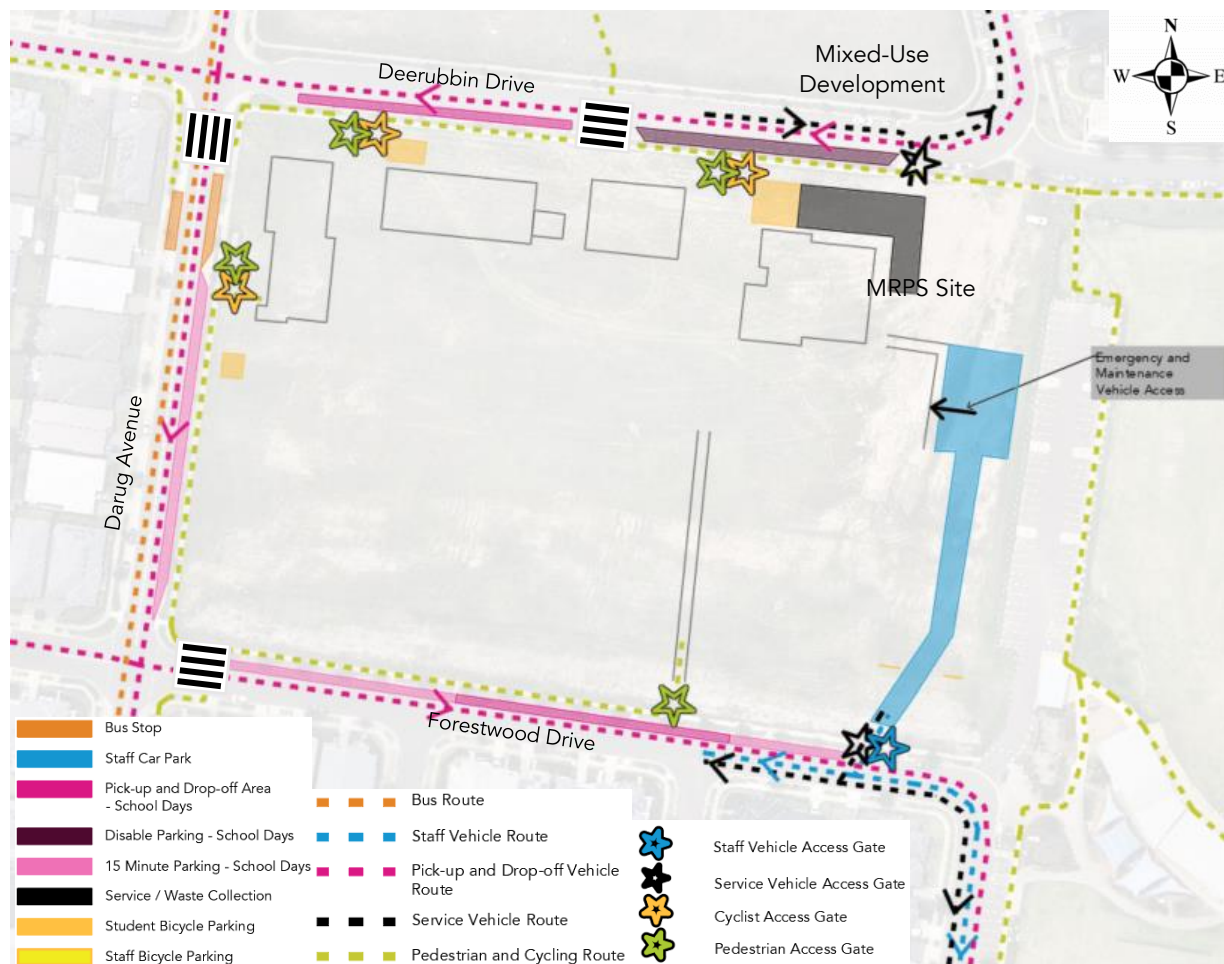 N
W
E
S
Mixed-Use
Development
Deerubbin Drive
MRPS Site
Emergency and
Maintenance
Vehicle Access
Darug Avenue
Forestwood Drive
Bus Stop
Staff Car Park
Pick-up and Drop-off Area
- School Days
Disable Parking - School Days
15 Minute Parking - School Days
Service / Waste Collection
Student Bicycle Parking
Staff Bicycle Parking
Bus Route
Staff Vehicle Route
Pick-up and Drop-off Vehicle
Route
Service Vehicle Route
Pedestrian and Cycling Route
Staff Vehicle Access Gate
Service Vehicle Access Gate
Cyclist Access Gate
Pedestrian Access Gate